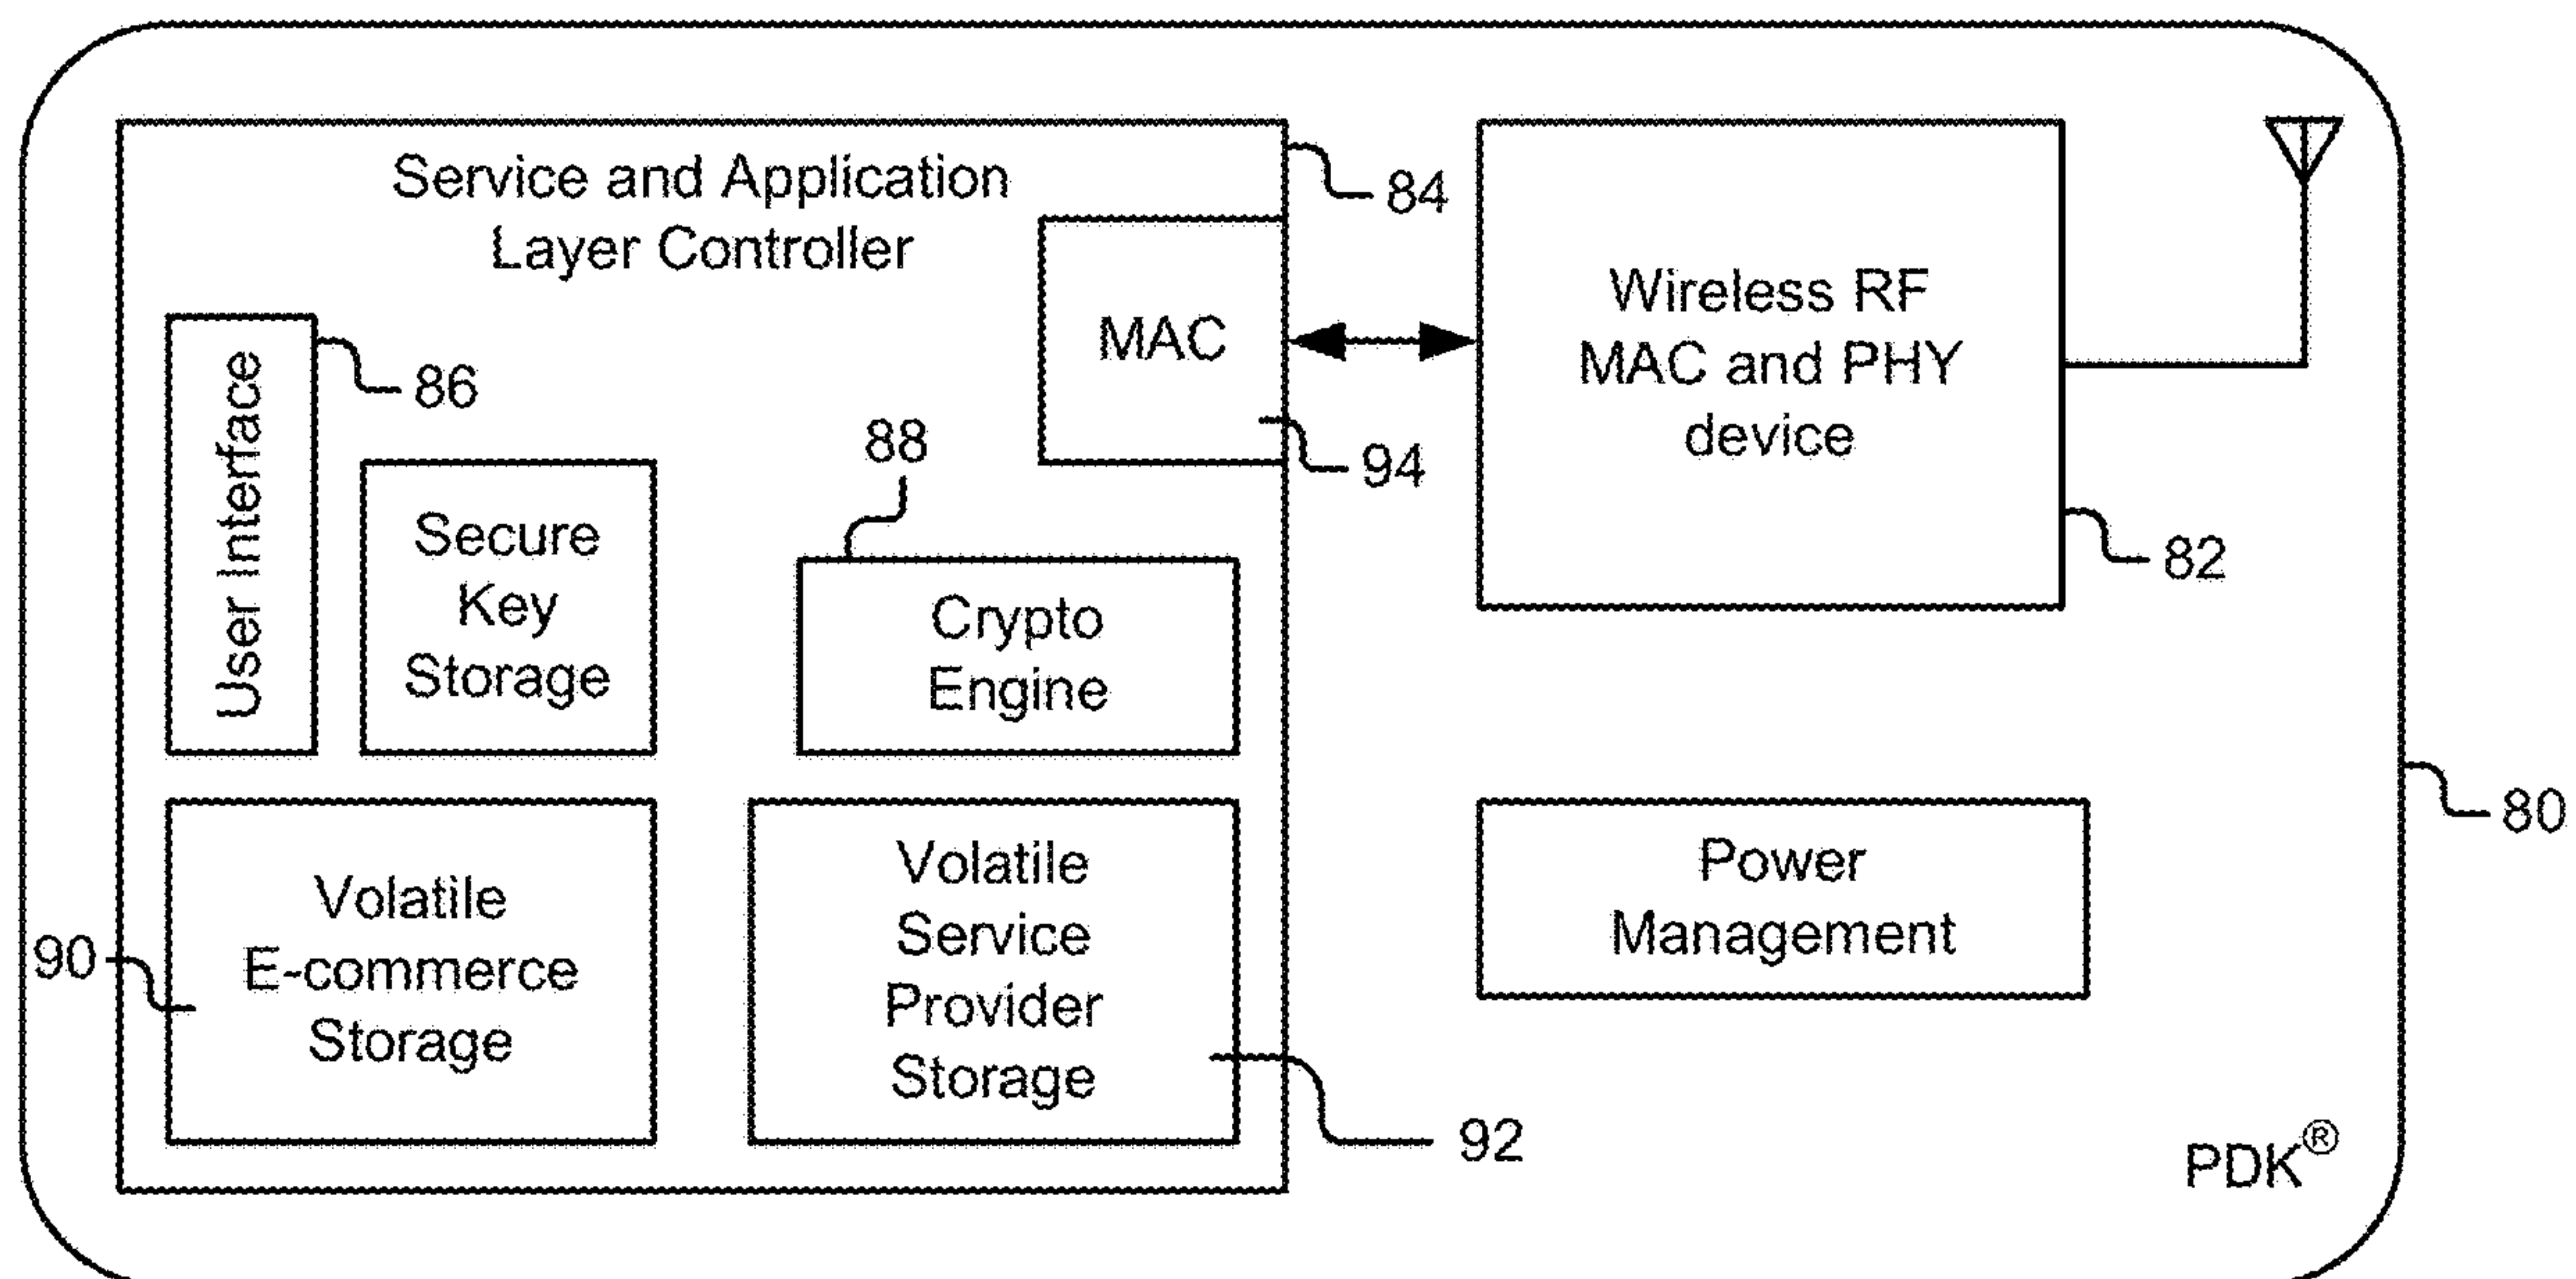 Service and Application
Layer Controller
84
MAC
94
User Interface
86
Secure
Key
Storage
88
Crypto
Engine
Volatile
E-commerce
Storage
90
Volatile
Service
Provider
Storage
92
Wireless RF
MAC and PHY
device
82
Power
Management
80
PDK®